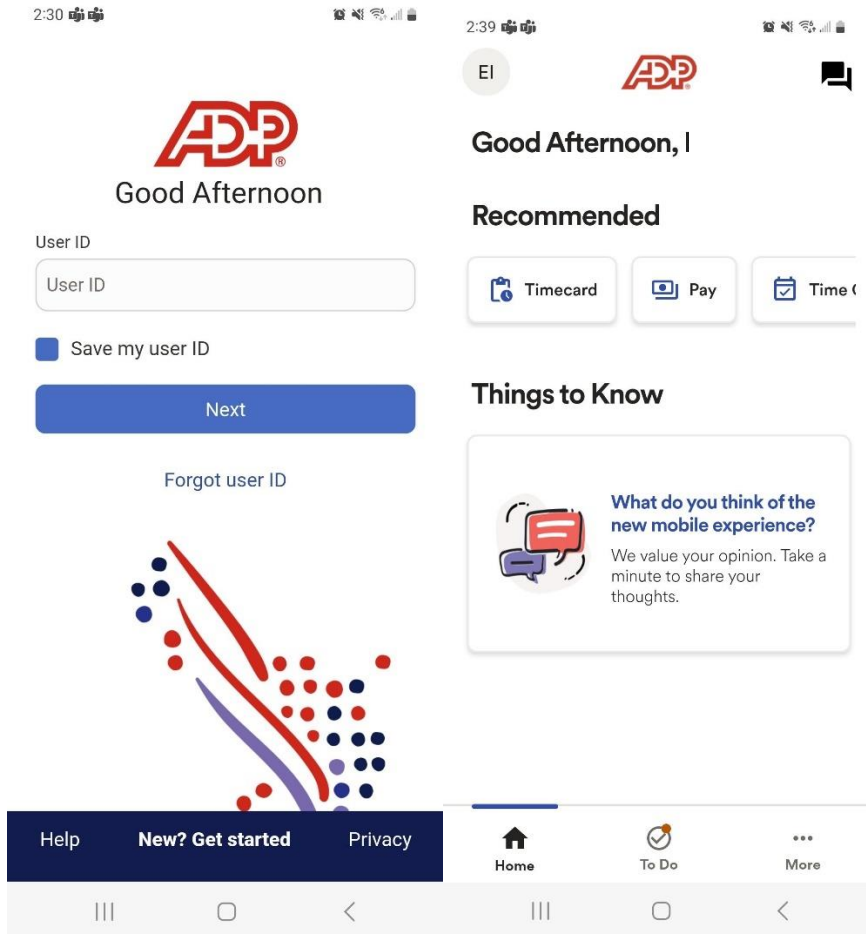 2:30
ADP
Good Afternoon
User ID
User ID
Save my user ID
Next
Forgot user ID
Help New? Get started Privacy
2:39
EI
ADP
Good Afternoon, I
Recommended
Timecard Pay Time
Things to Know
What do you think of the
new mobile experience?
We value your opinion. Take a
minute to share your
thoughts.
Home To Do More